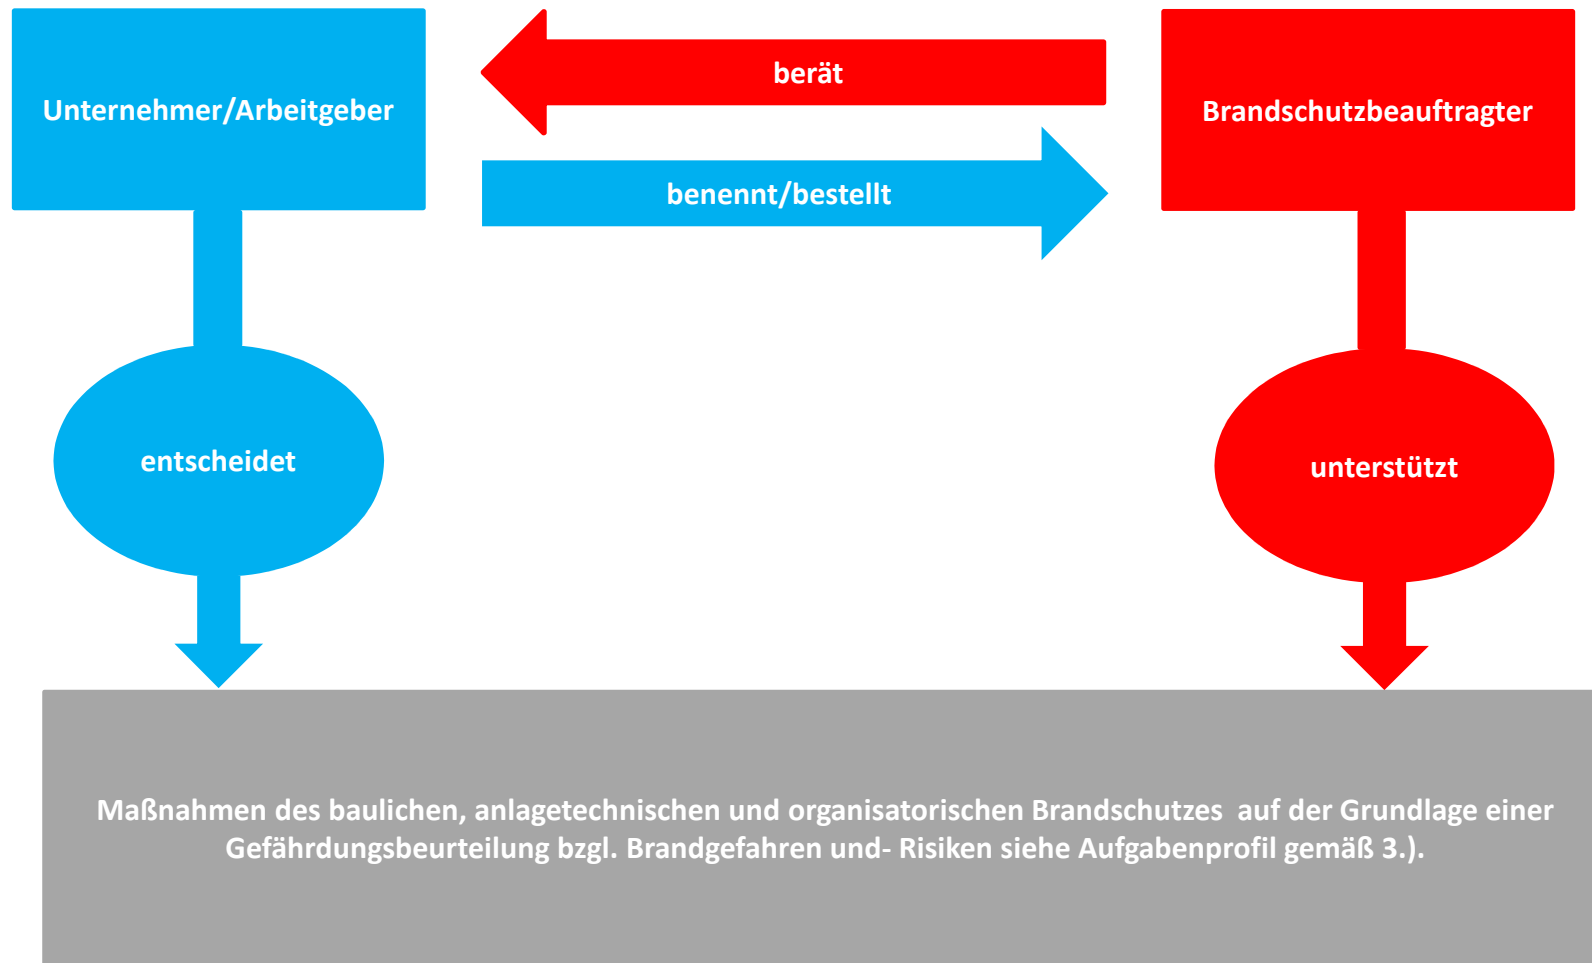 berät
Unternehmer/Arbeitgeber
Brandschutzbeauftragter
benennt/bestellt
entscheidet
unterstützt
Maßnahmen des baulichen, anlagetechnischen und organisatorischen Brandschutzes  auf der Grundlage einer
Gefährdungsbeurteilung bzgl. Brandgefahren und- Risiken siehe Aufgabenprofil gemäß 3.).